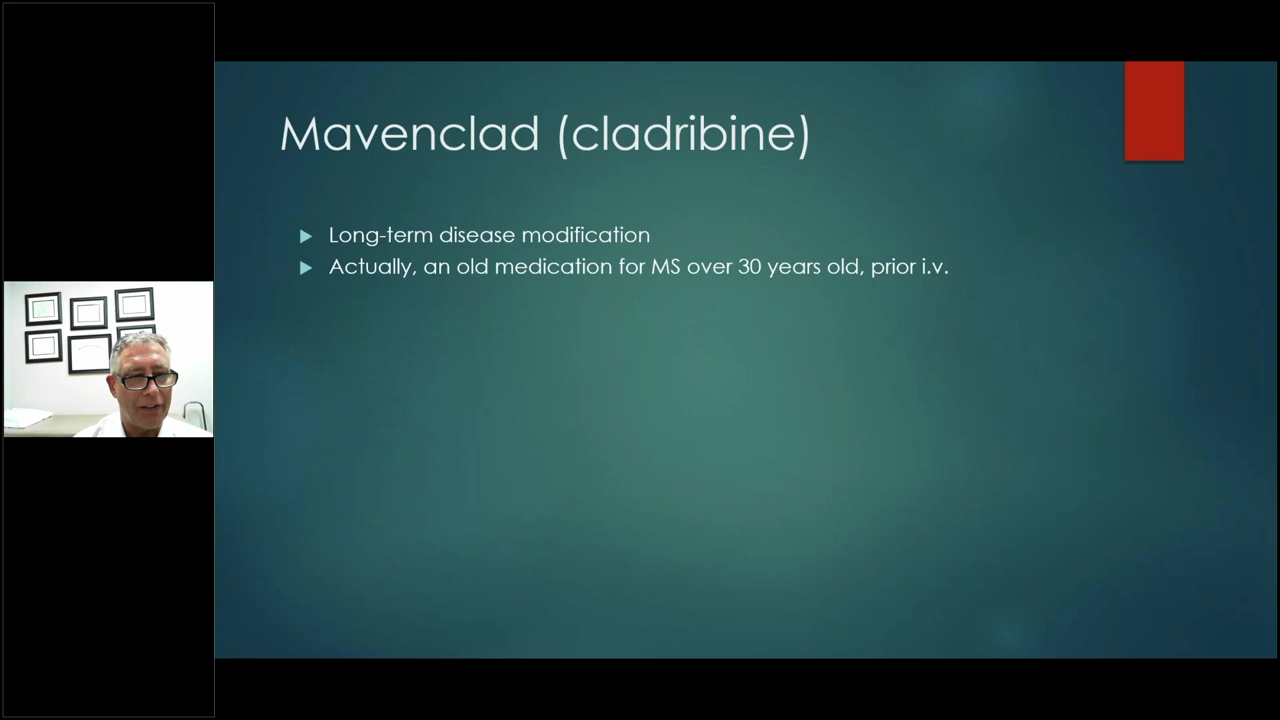 Mavenclad (cladribine)
Long-term disease modification
Actually, an old medication for MS over 30 years old, prior i.v.